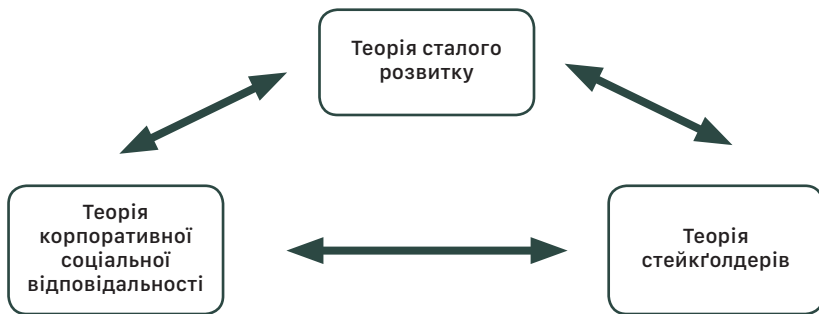 Теорія сталого
розвитку
Теорія
корпоративної
соціальної
відповідальності
Теорія
стейкґолдерів